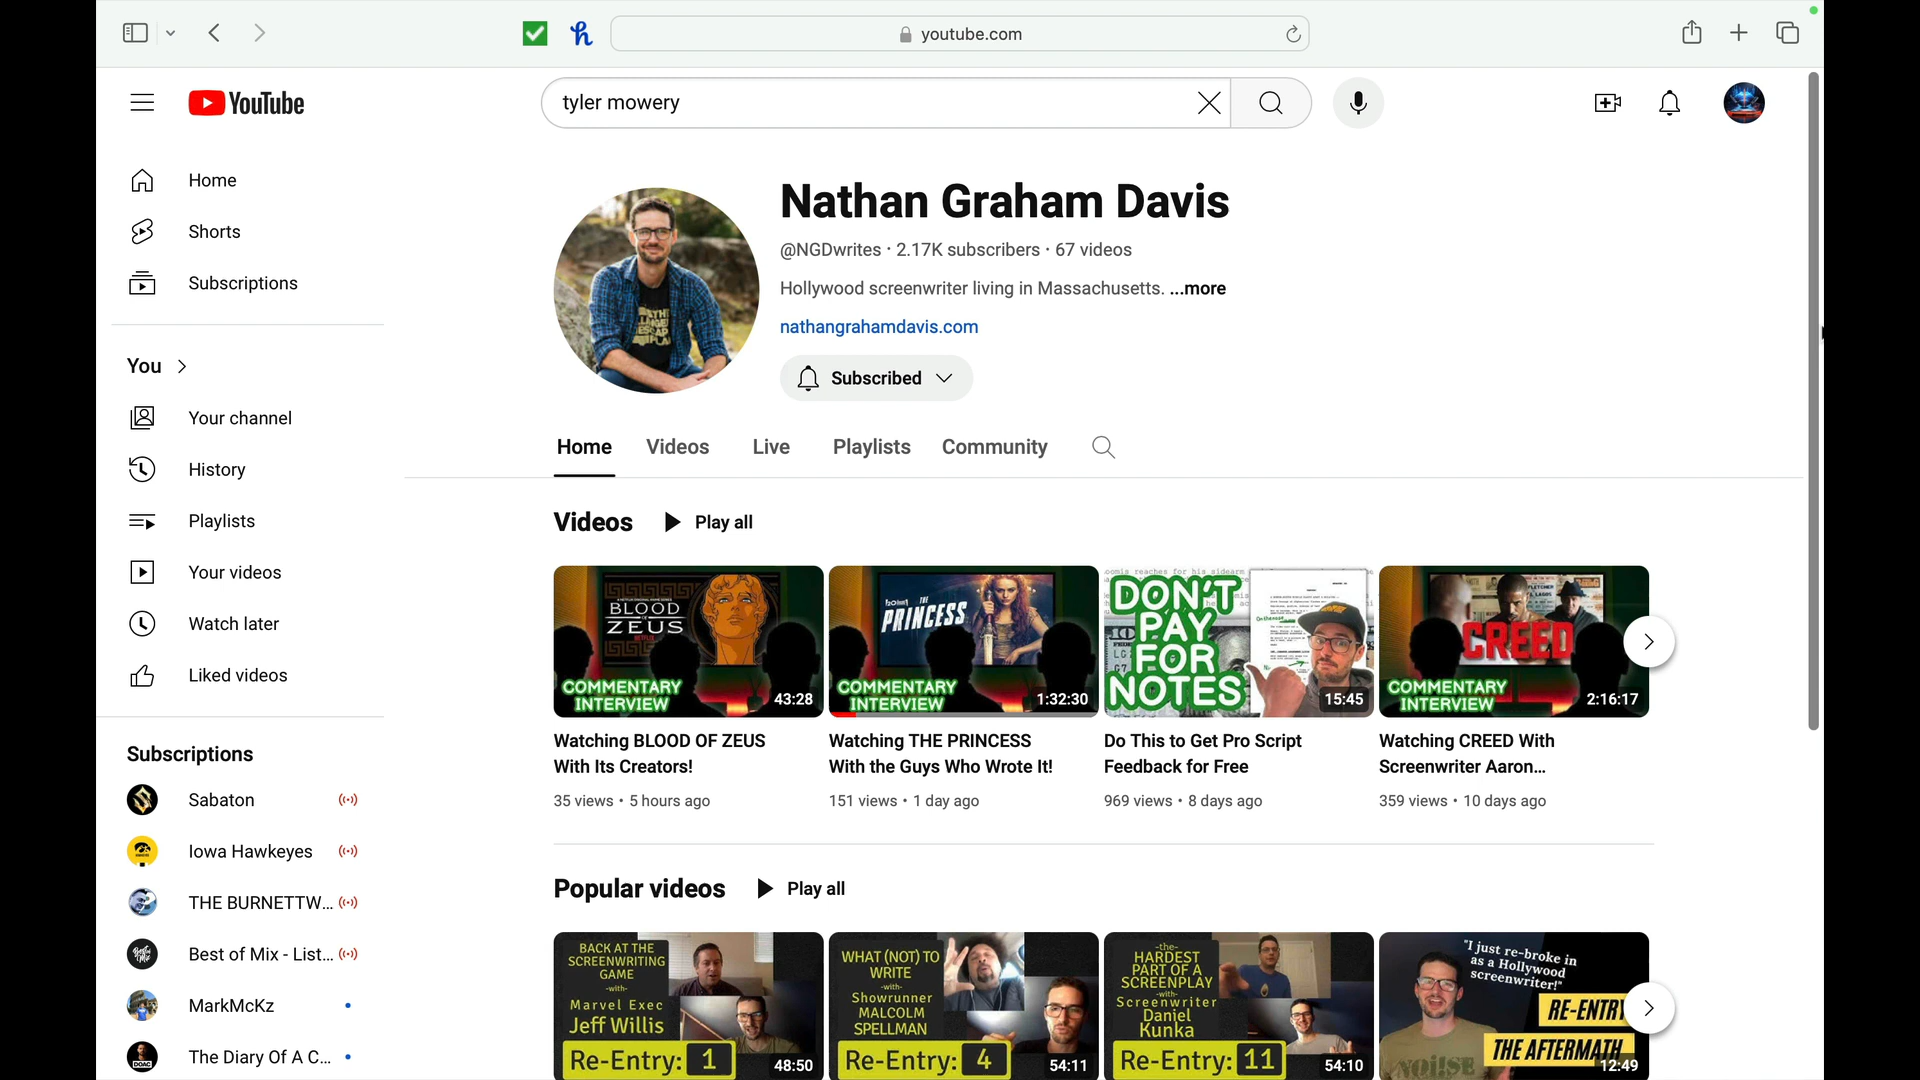 youtube.com
YouTube
tyler mowery
Home
Shorts
Subscriptions
You
Your channel
History
Playlists
Your videos
Watch later
Liked videos
Subscriptions
Sabaton
Iowa Hawkeyes
THE BURNETTW...
Best of Mix - List...
MarkMcKz
The Diary Of A C...
Nathan Graham Davis
@NGDwrites · 2.17K subscribers · 67 videos
Hollywood screenwriter living in Massachusetts. ...more
nathangrahamdavis.com
Subscribed
Home Videos Live Playlists Community
Videos Play all
BLOOD
OF
ZEUS
NETFLIX
COMMENTARY
INTERVIEW
43:28
Watching BLOOD OF ZEUS
With Its Creators!
35 views • 5 hours ago
THE
PRINCESS
COMMENTARY
INTERVIEW
1:32:30
Watching THE PRINCESS
With the Guys Who Wrote It!
151 views • 1 day ago
DON'T
PAY
FOR
NOTES
15:45
Do This to Get Pro Script
Feedback for Free
969 views • 8 days ago
CREED
COMMENTARY
INTERVIEW
2:16:17
Watching CREED With
Screenwriter Aaron...
359 views • 10 days ago
Popular videos Play all
BACK AT THE
SCREENWRITING
GAME
-with-
Marvel Exec
Jeff Willis
Re-Entry: 1
48:50
WHAT (NOT) TO
WRITE
-with-
Showrunner
MALCOLM
SPELLMAN
Re-Entry: 4
54:11
-the-
HARDEST
PART OF A
SCREENPLAY
-with-
Screenwriter
Daniel
Kunka
Re-Entry: 11
54:10
"I just re-broke in
as a Hollywood
screenwriter!"
RE-ENTRY
THE AFTERMATH
NOISE
12:49